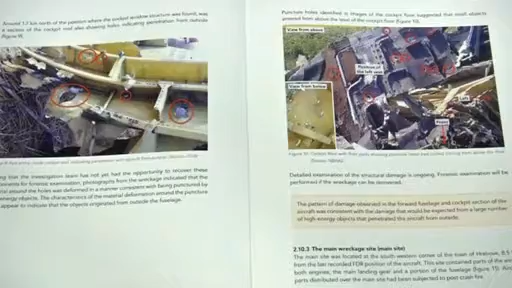 Around 1.7 km north of the position where the cockpit window structure was found, was
a section of the cockpit roof also showing holes, indicating penetration from outside
(Figure 9).
ing that the investigation team has not yet had the opportunity to recover these
components for forensic examination, photographs from the wreckage indicated that the
material around the holes was deformed in a manner consistent with being punctured by
energy objects. The characteristics of the material deformation around the puncture
appear to indicate that the objects originated from outside the fuselage.
Puncture holes identified in images of the cockpit floor suggested that small objects
entered from above the level of the cockpit floor (Figure 10).
View from above
Position of
the left seat
View from below
Detailed examination of the structural damage is ongoing. Forensic examination will be
performed if the wreckage can be recovered.
The pattern of damage observed in the forward fuselage and cockpit section of the
aircraft was consistent with the damage that would be expected from a large number
of high-energy objects that penetrated the aircraft from outside.
2.10.3 The main wreckage site (main site)
The main site was located at the south western center of the town of Hrabove, 8.5
from the last recorded FDR position of the aircraft. This site contained parts of the
both engines, the main landing gear and a portion of the fuselage (figure 11).
parts distributed over the main site had been subjected to post crash fire.